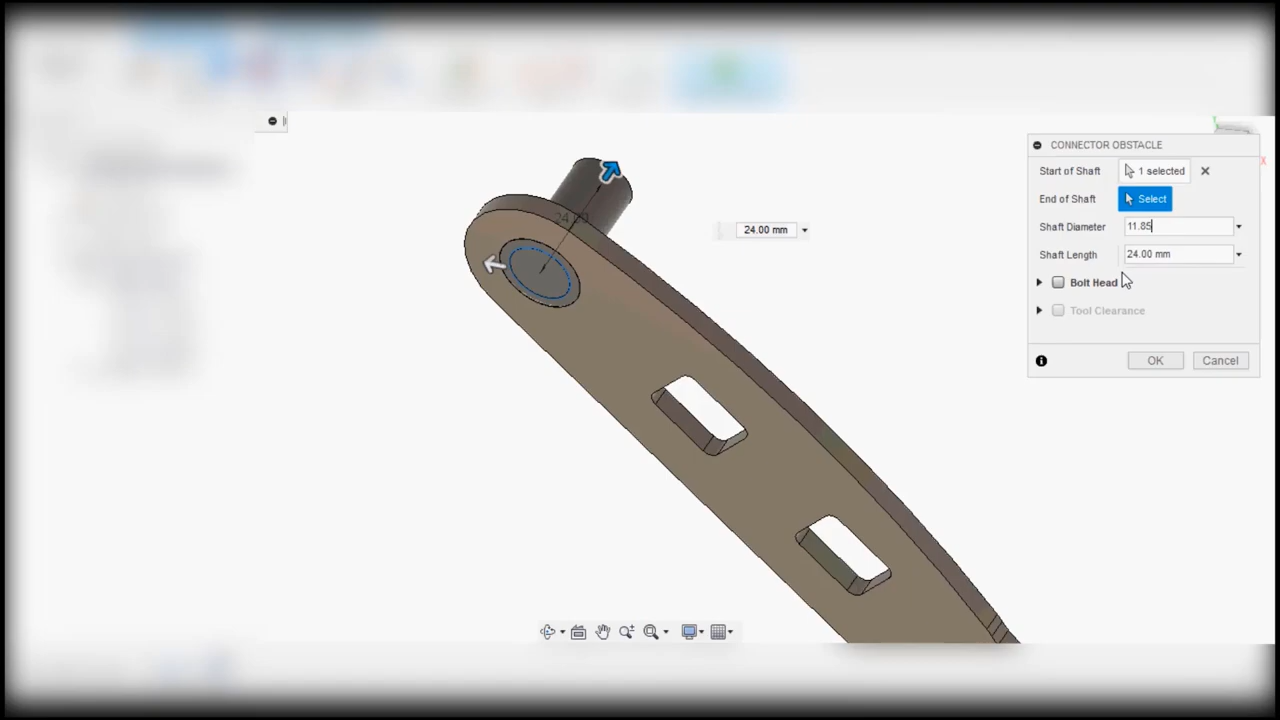 CONNECTOR OBSTACLE
Start of Shaft 1 selected
End of Shaft Select
Shaft Diameter 11.85
Shaft Length 24.00 mm
Bolt Head
Tool Clearance
OK Cancel
24.00 mm
X